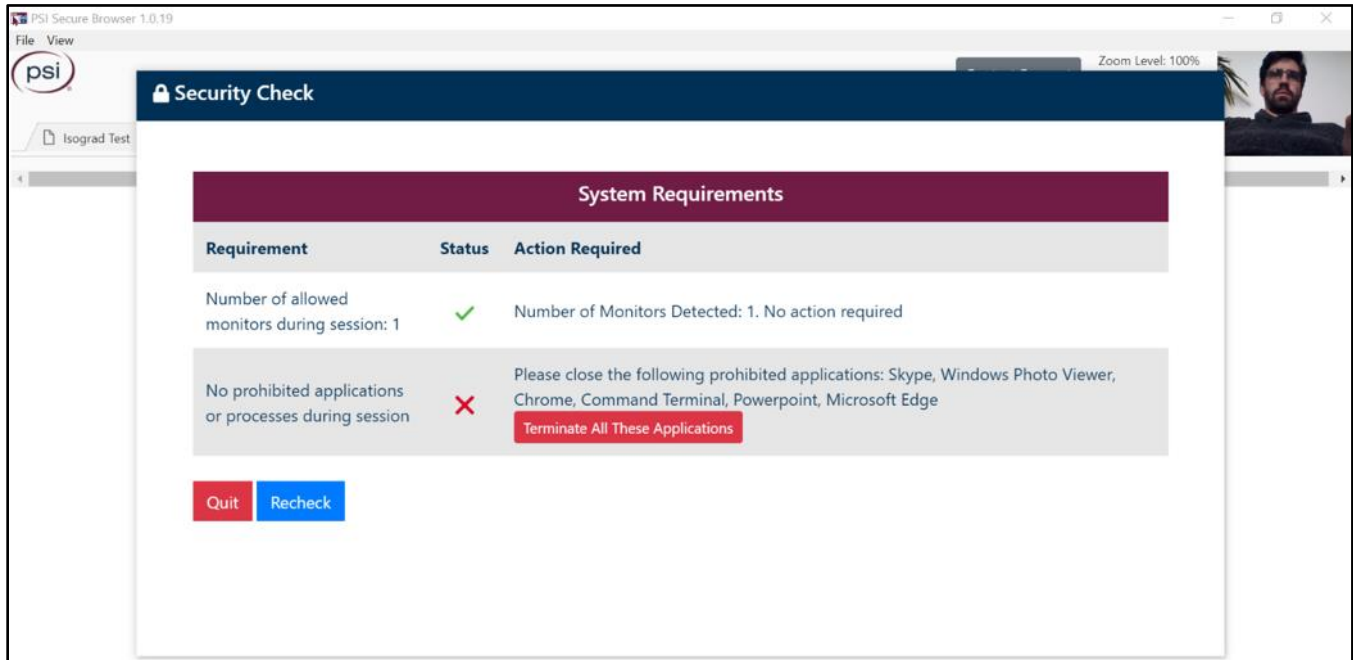 PSI Secure Browser 1.0.19
File View
psi
Zoom Level: 100%
Security Check
Isograd Test
System Requirements
Requirement Status Action Required
Number of allowed
monitors during session: 1
Number of Monitors Detected: 1. No action required
No prohibited applications
or processes during session
Please close the following prohibited applications: Skype, Windows Photo Viewer,
Chrome, Command Terminal, Powerpoint, Microsoft Edge
Terminate All These Applications
Quit Recheck